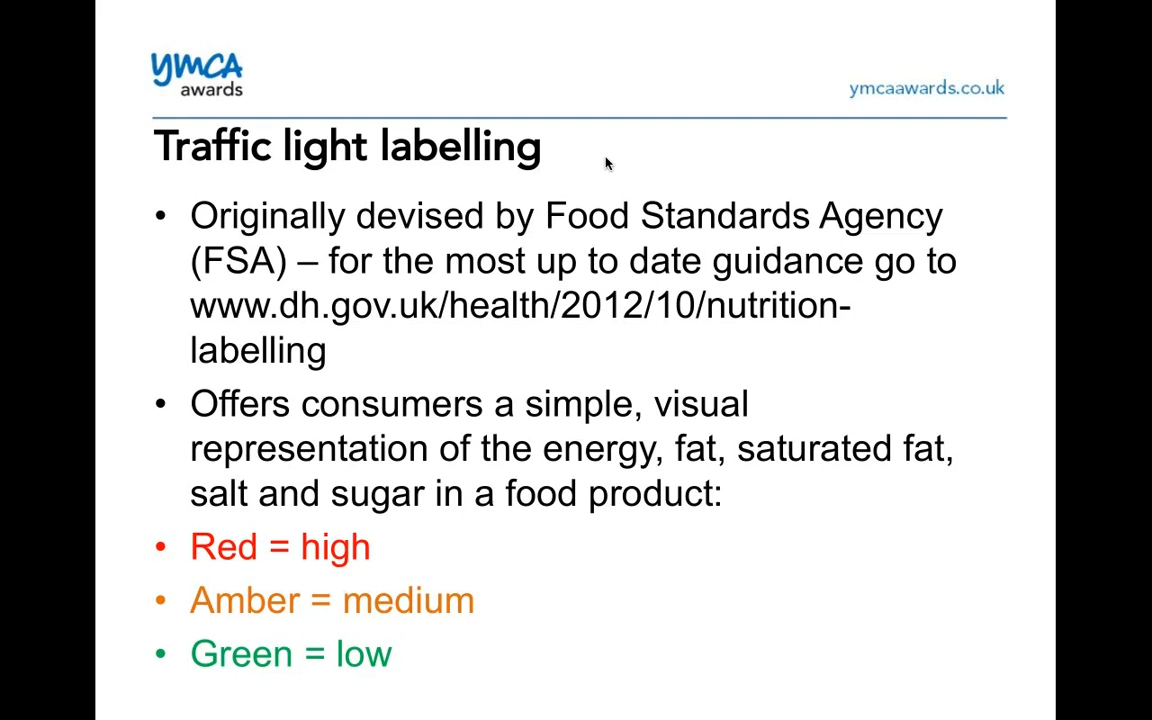 YMCA
awards
ymcaawards.co.uk
Traffic light labelling
• Originally devised by Food Standards Agency
(FSA) – for the most up to date guidance go to
www.dh.gov.uk/health/2012/10/nutrition-
labelling
• Offers consumers a simple, visual
representation of the energy, fat, saturated fat,
salt and sugar in a food product:
• Red = high
• Amber = medium
• Green = low